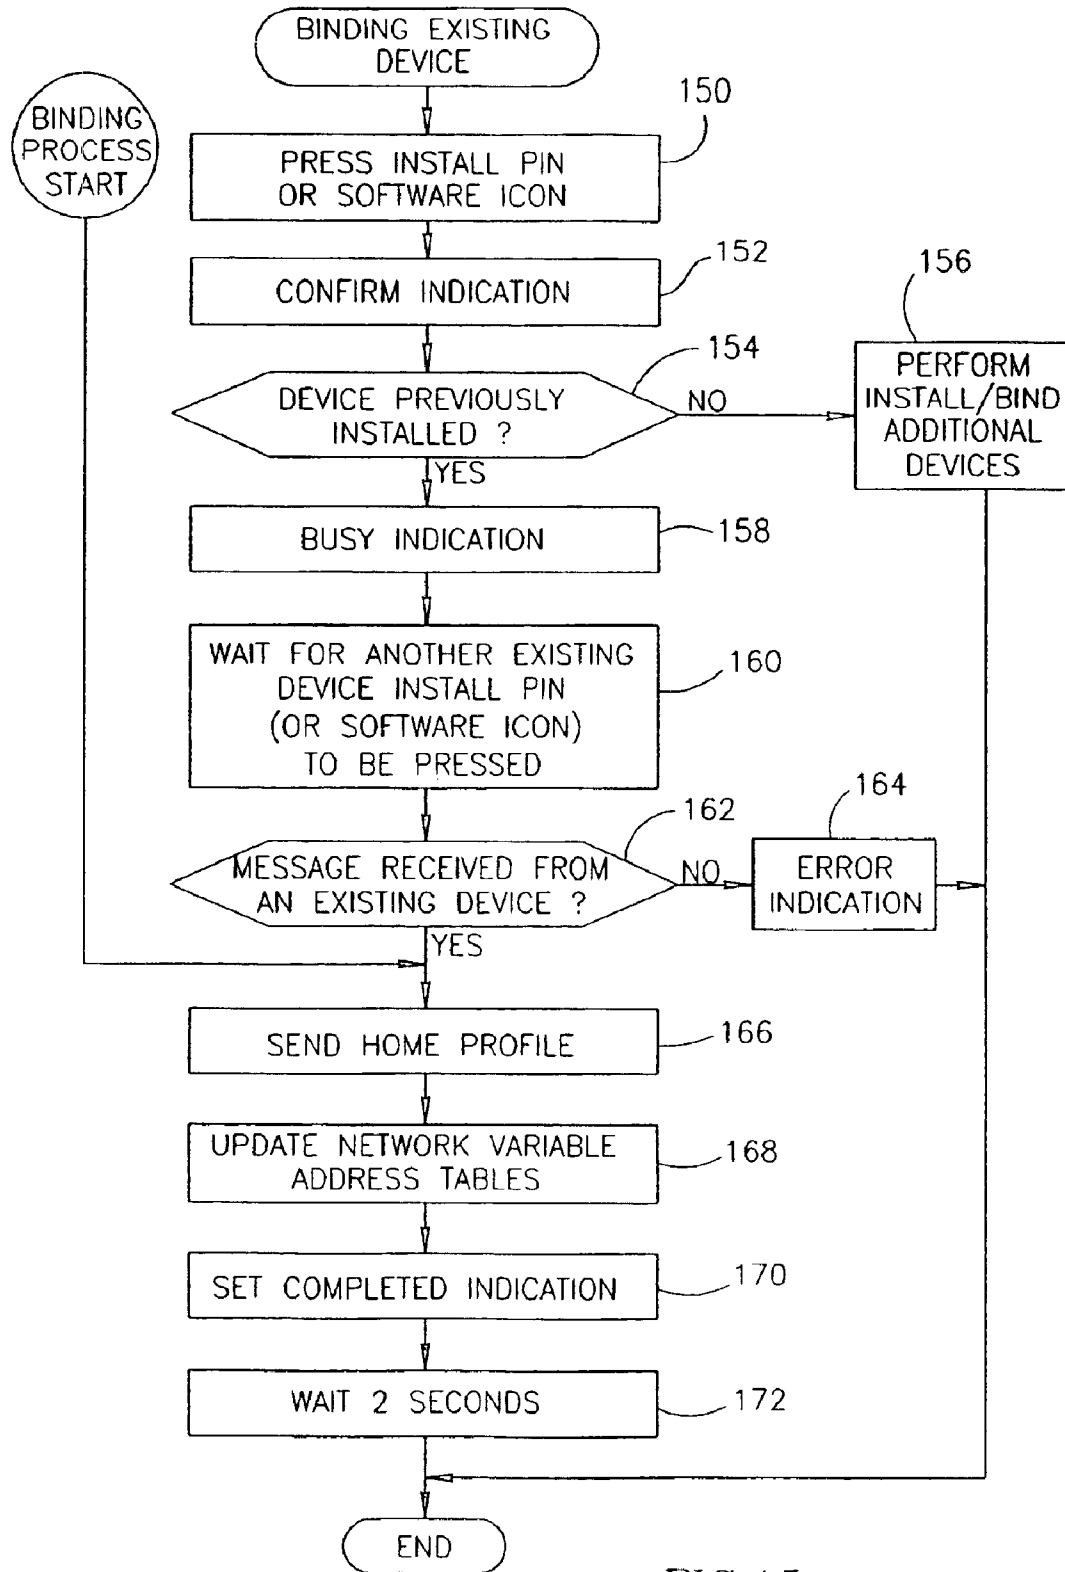 BINDING EXISTING
DEVICE
BINDING
PROCESS
START
150
PRESS INSTALL PIN
OR SOFTWARE ICON
152
CONFIRM INDICATION
154
DEVICE PREVIOUSLY
INSTALLED ?
NO
YES
156
PERFORM
INSTALL/BIND
ADDITIONAL
DEVICES
BUSY INDICATION
158
WAIT FOR ANOTHER EXISTING
DEVICE INSTALL PIN
(OR SOFTWARE ICON)
TO BE PRESSED
160
162
MESSAGE RECEIVED FROM
AN EXISTING DEVICE ?
NO
YES
164
ERROR
INDICATION
SEND HOME PROFILE
166
UPDATE NETWORK VARIABLE
ADDRESS TABLES
168
SET COMPLETED INDICATION
170
WAIT 2 SECONDS
172
END